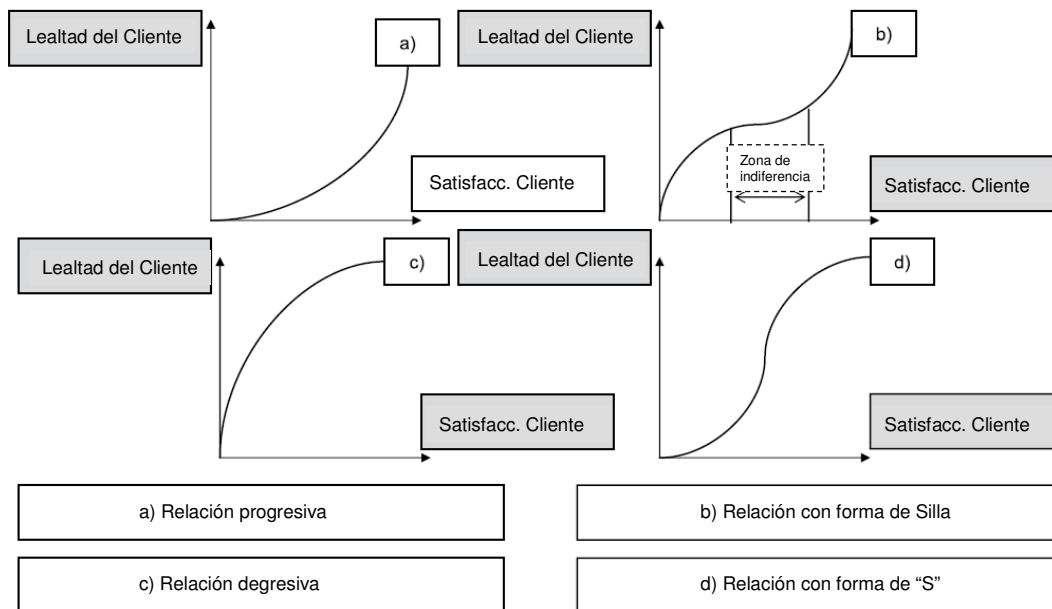 Lealtad del Cliente
a)
Satisfacc. Cliente
Lealtad del Cliente
b)
Zona de
indiferencia
Satisfacc. Cliente
Lealtad del Cliente
c)
Satisfacc. Cliente
Lealtad del Cliente
d)
Satisfacc. Cliente
a) Relación progresiva
b) Relación con forma de Silla
c) Relación degresiva
d) Relación con forma de “S”